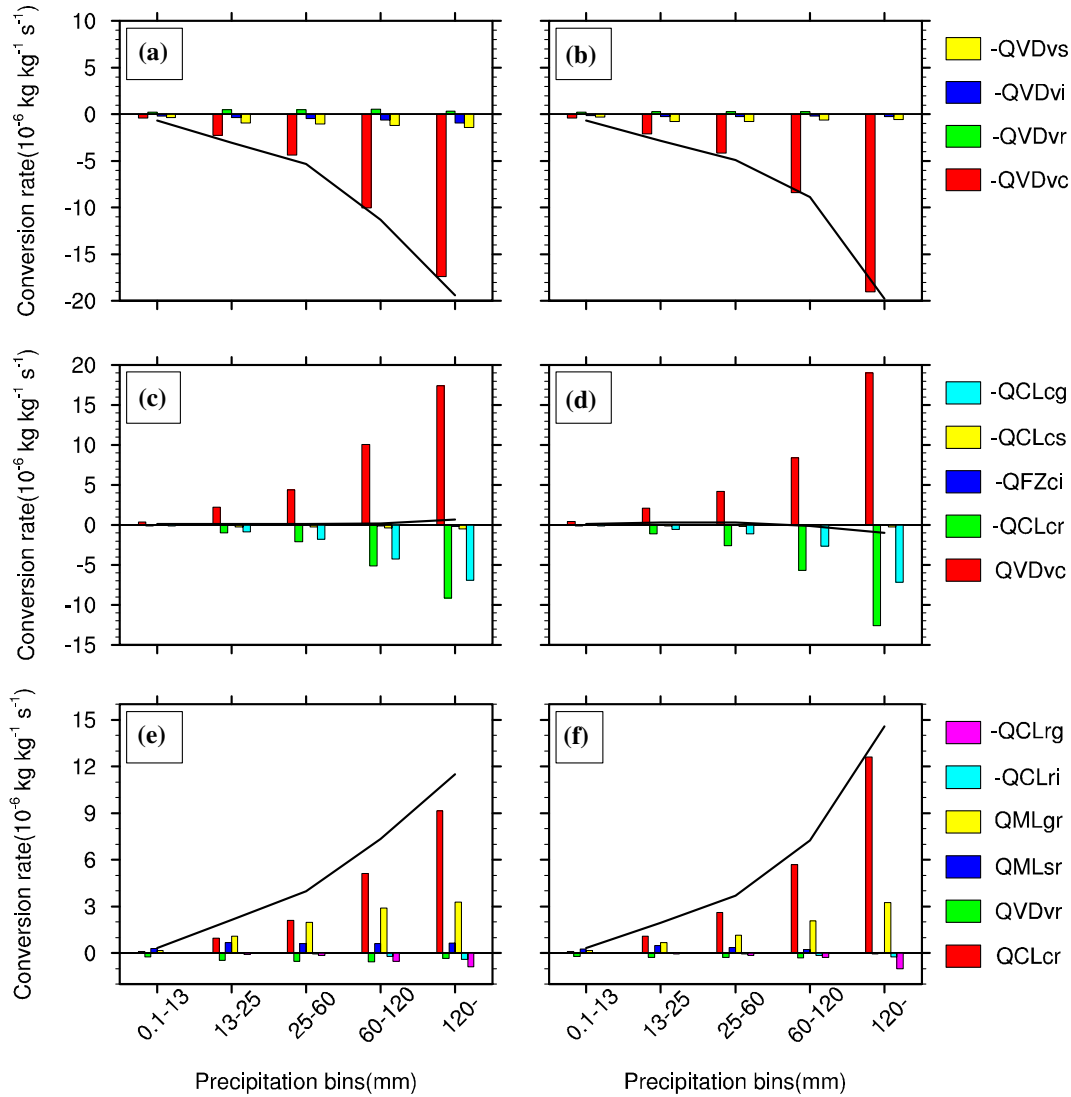 Conversion rate(10⁻⁶ kg kg⁻¹ s⁻¹)
10
5
0
-5
-10
-15
-20
(a)
(b)
-QVDvs
-QVDvi
-QVDvr
-QVDvc
Conversion rate(10⁻⁶ kg kg⁻¹ s⁻¹)
20
15
10
5
0
-5
-10
-15
(c)
(d)
-QCLcg
-QCLcs
-QFZci
-QCLcr
QVDvc
Conversion rate(10⁻⁶ kg kg⁻¹ s⁻¹)
15
12
9
6
3
0
(e)
(f)
-QCLrg
-QCLri
QMLgr
QMLsr
QVDvr
QCLcr
0.1-13
13-25
25-60
60-120
120-
0.1-13
13-25
25-60
60-120
120-
Precipitation bins(mm)
Precipitation bins(mm)